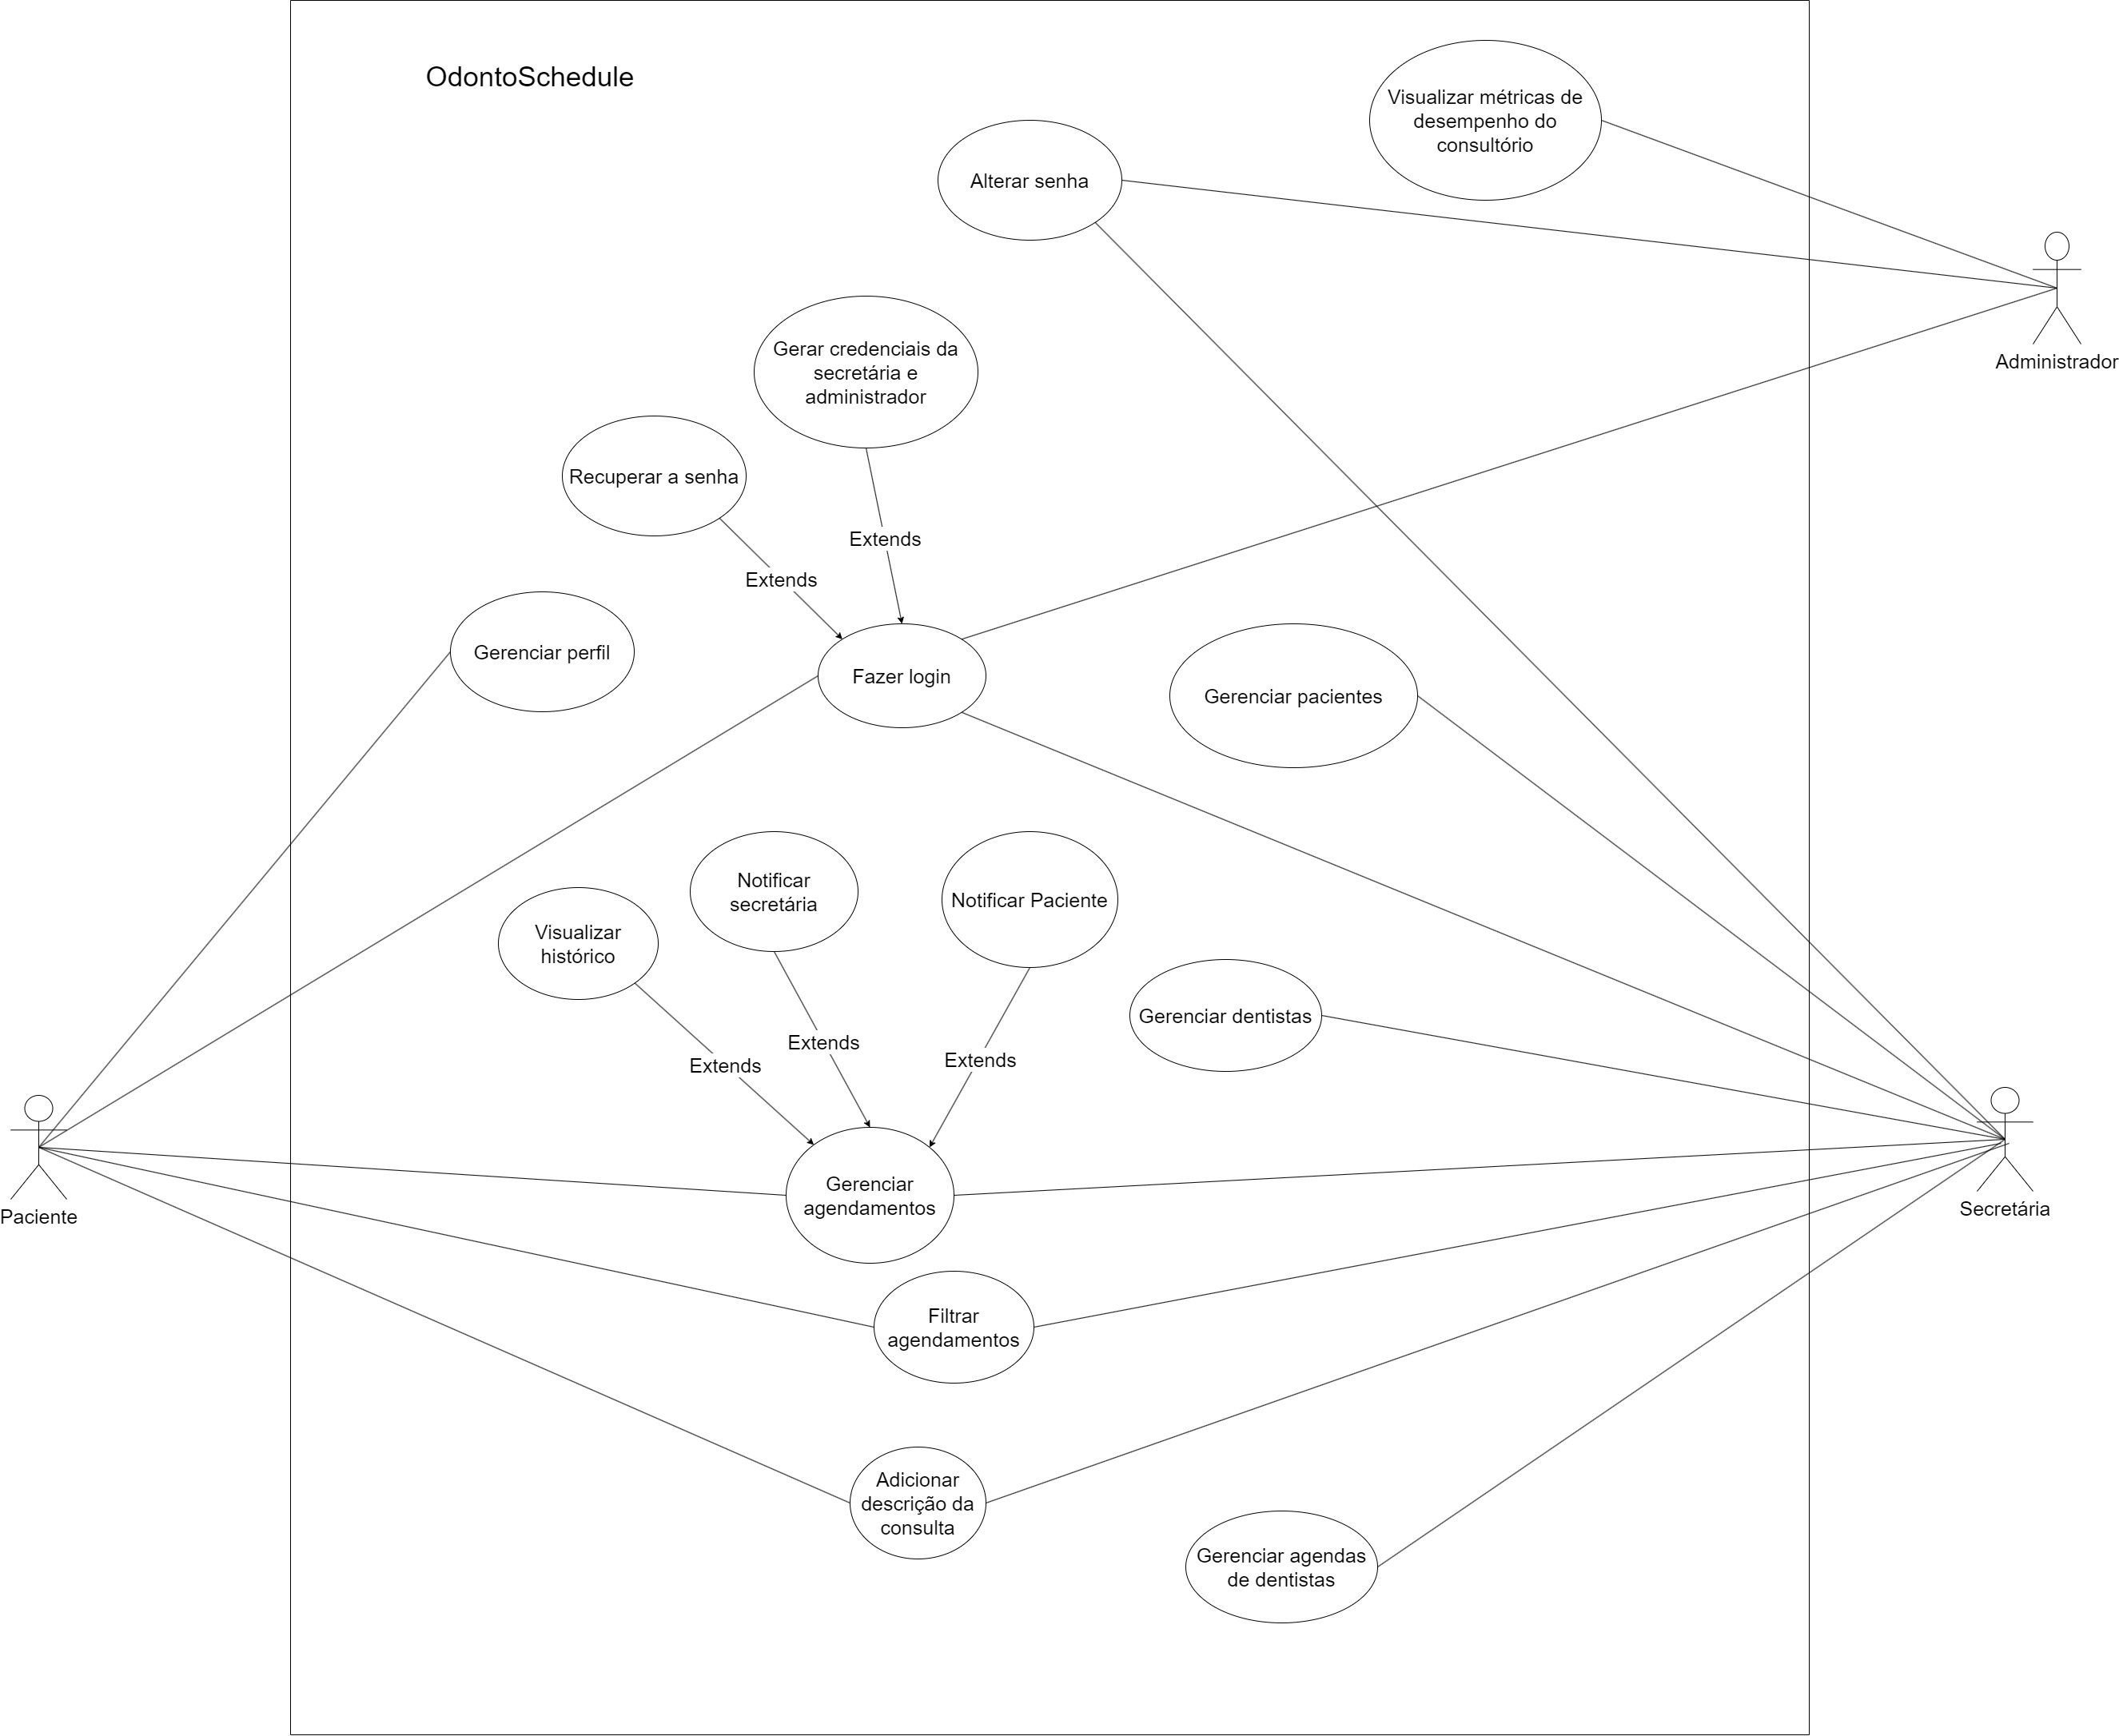 OdontoSchedule
Visualizar métricas de
desempenho do
consultório
Alterar senha
Administrador
Gerar credenciais da
secretária e
administrador
Recuperar a senha
Extends
Extends
Gerenciar perfil
Fazer login
Gerenciar pacientes
Notificar
secretária
Notificar Paciente
Visualizar
histórico
Gerenciar dentistas
Extends
Extends
Extends
Paciente
Secretária
Gerenciar
agendamentos
Filtrar
agendamentos
Adicionar
descrição da
consulta
Gerenciar agendas
de dentistas